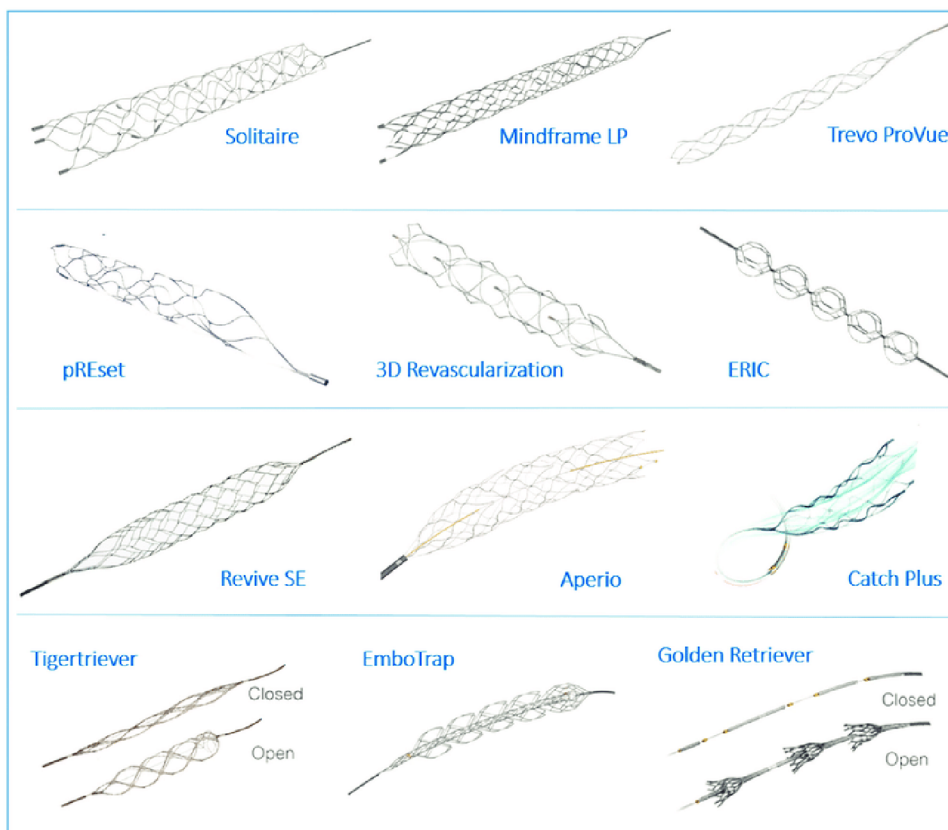 Solitaire
Mindframe LP
Trevo ProVue
pREset
3D Revascularization
ERIC
Revive SE
Aperio
Catch Plus
Tigertriever
Closed
Open
EmboTrap
Golden Retriever
Closed
Open